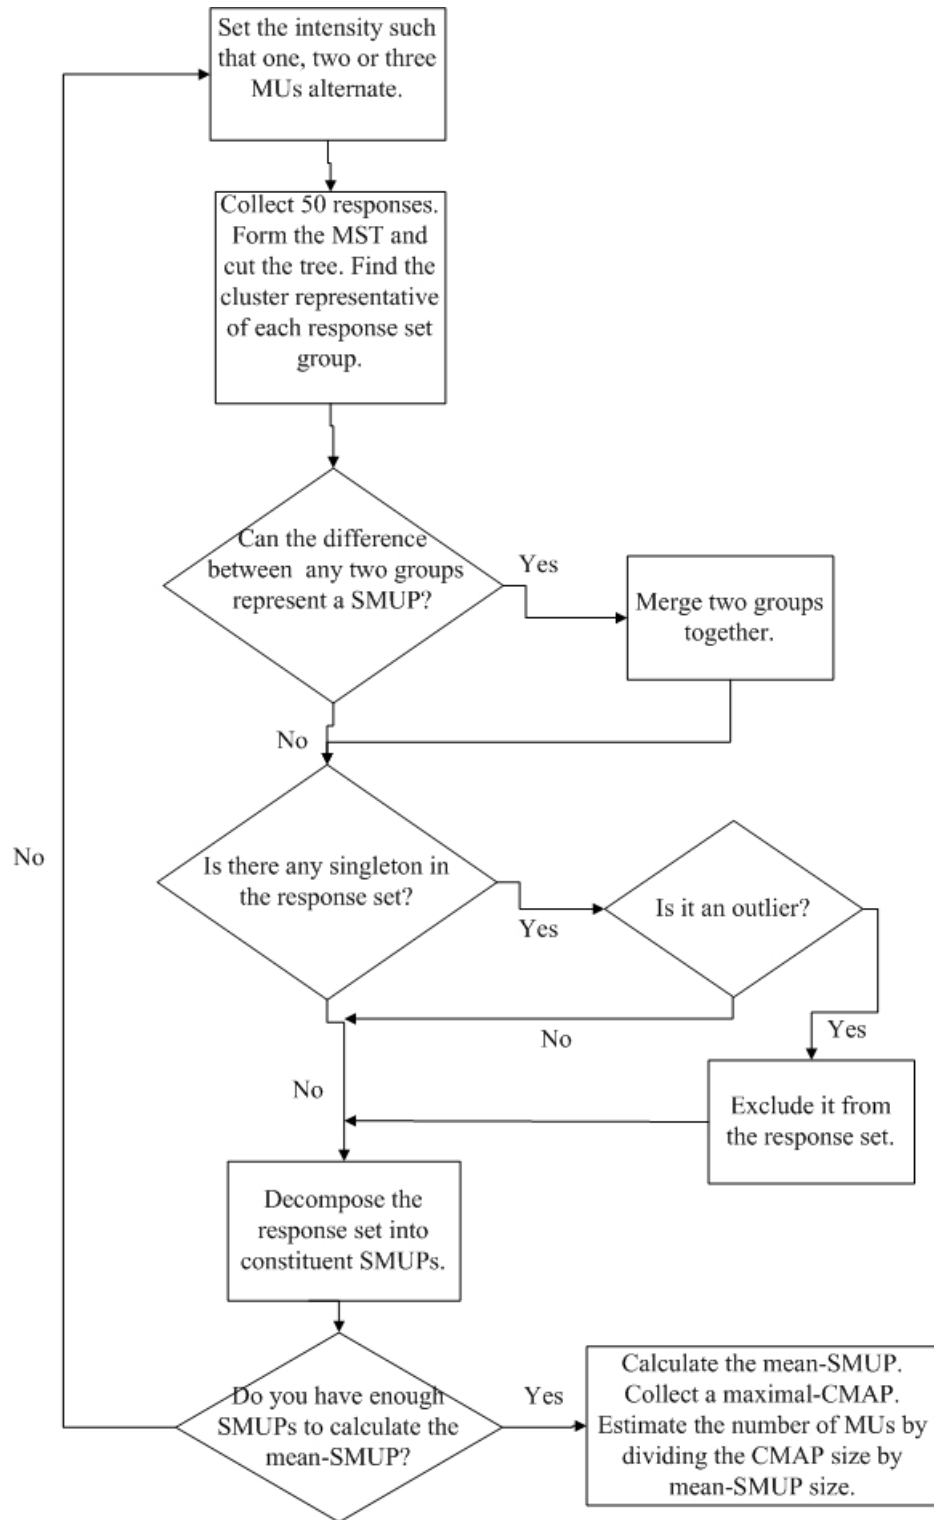 Set the intensity such
that one, two or three
MUs alternate.
Collect 50 responses.
Form the MST and
cut the tree. Find the
cluster representative
of each response set
group.
Can the difference
between any two groups
represent a SMUP?
Yes
Merge two groups
together.
No
Is there any singleton in
the response set?
Yes
Is it an outlier?
No
No
Yes
No
Exclude it from
the response set.
Decompose the
response set into
constituent SMUPs.
Do you have enough
SMUPs to calculate the
mean-SMUP?
Yes
Calculate the mean-SMUP.
Collect a maximal-CMAP.
Estimate the number of MUs by
dividing the CMAP size by
mean-SMUP size.